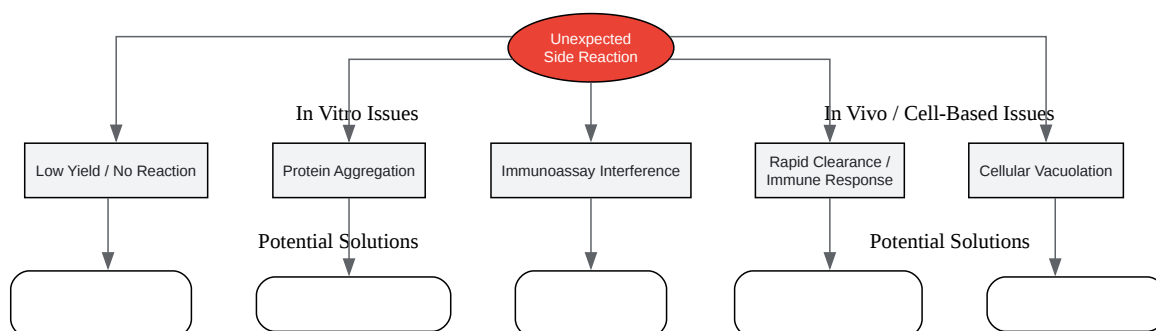 Unexpected
Side Reaction
In Vitro Issues
In Vivo / Cell-Based Issues
Low Yield / No Reaction
Protein Aggregation
Immunoassay Interference
Rapid Clearance /
Immune Response
Cellular Vacuolation
Potential Solutions
Potential Solutions